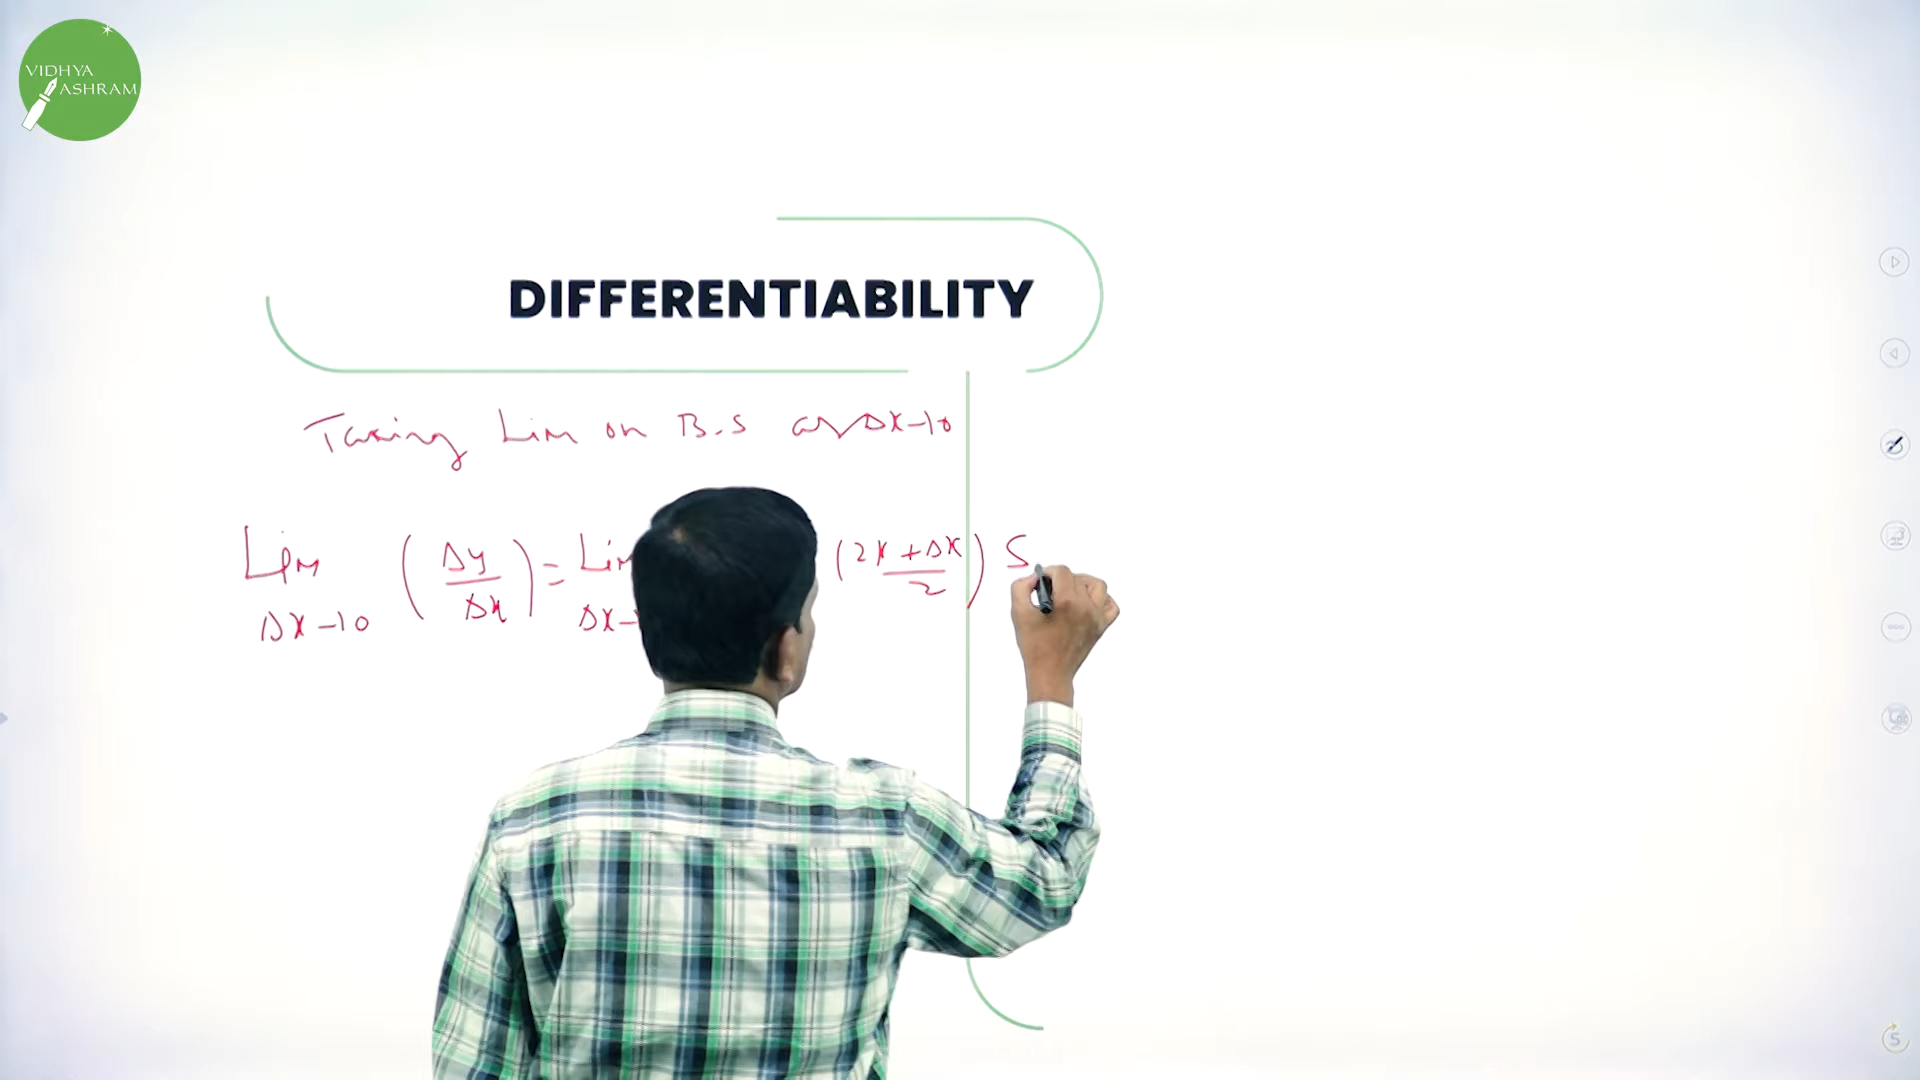 VIDHYA
ASHRAM
DIFFERENTIABILITY
Taking Lim on B.S as Δx→0
Lim (Δy/Δx) = Lim (2x+Δx/2) S
Δx→0 Δx→